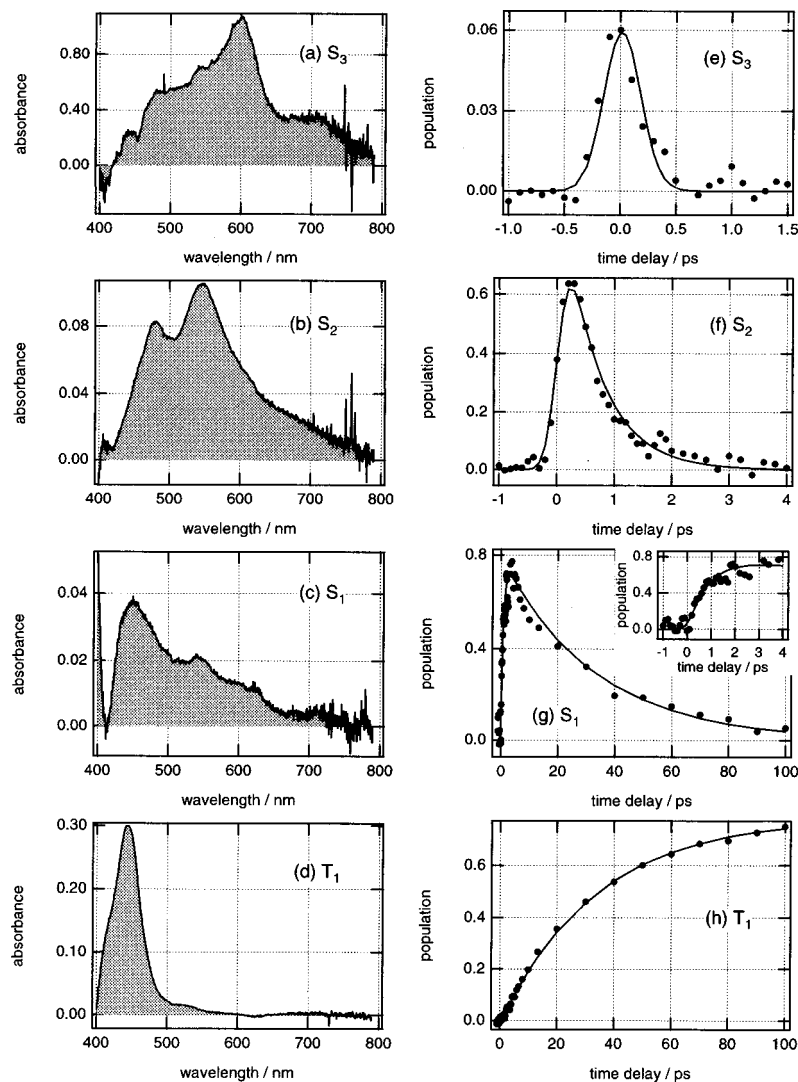 absorbance
0.80
0.40
0.00
(a) S3
400 500 600 700 800
wavelength / nm
population
0.06
0.03
0.00
(e) S3
-1.0 -0.5 0.0 0.5 1.0 1.5
time delay / ps
absorbance
0.08
0.04
0.00
(b) S2
400 500 600 700 800
wavelength / nm
population
0.6
0.4
0.2
0.0
(f) S2
-1 0 1 2 3 4
time delay / ps
absorbance
0.04
0.02
0.00
(c) S1
400 500 600 700 800
wavelength / nm
population
0.8
0.4
0.0
(g) S1
0 20 40 60 80 100
time delay / ps
population
0.8
0.4
0.0
-1 0 1 2 3 4
time delay / ps
absorbance
0.30
0.20
0.10
0.00
(d) T1
400 500 600 700 800
wavelength / nm
population
0.6
0.4
0.2
0.0
(h) T1
0 20 40 60 80 100
time delay / ps